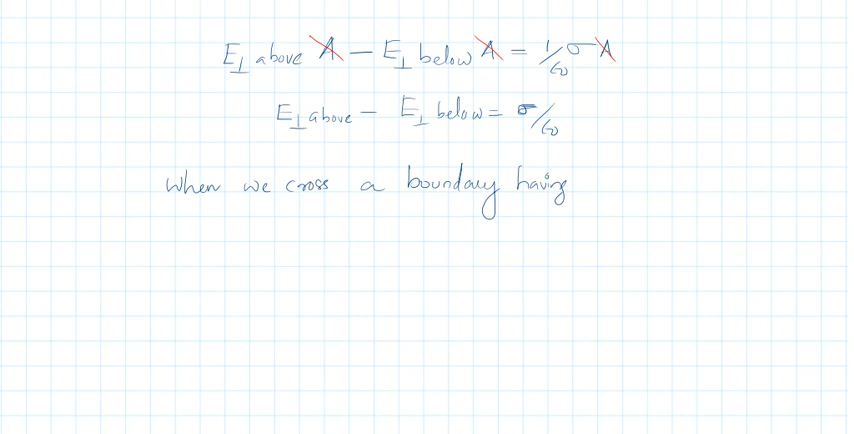 E⊥ above A − E⊥ below A = 1/ε₀ σ A
E⊥ above − E⊥ below = σ/ε₀
when we cross a boundary having